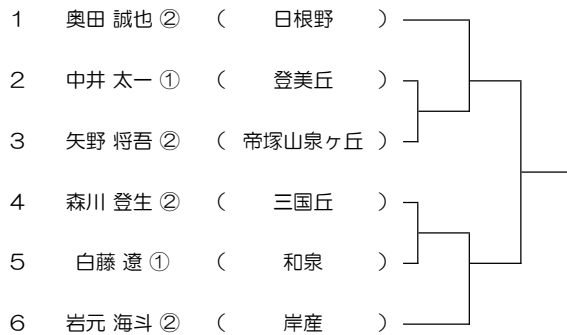 1 奥田 誠也 ② ( 日根野 )
2 中井 太一 ① ( 登美丘 )
3 矢野 将吾 ② ( 帝塚山泉ヶ丘 )
4 森川 登生 ② ( 三国丘 )
5 白藤 遼 ① ( 和泉 )
6 岩元 海斗 ② ( 岸産 )